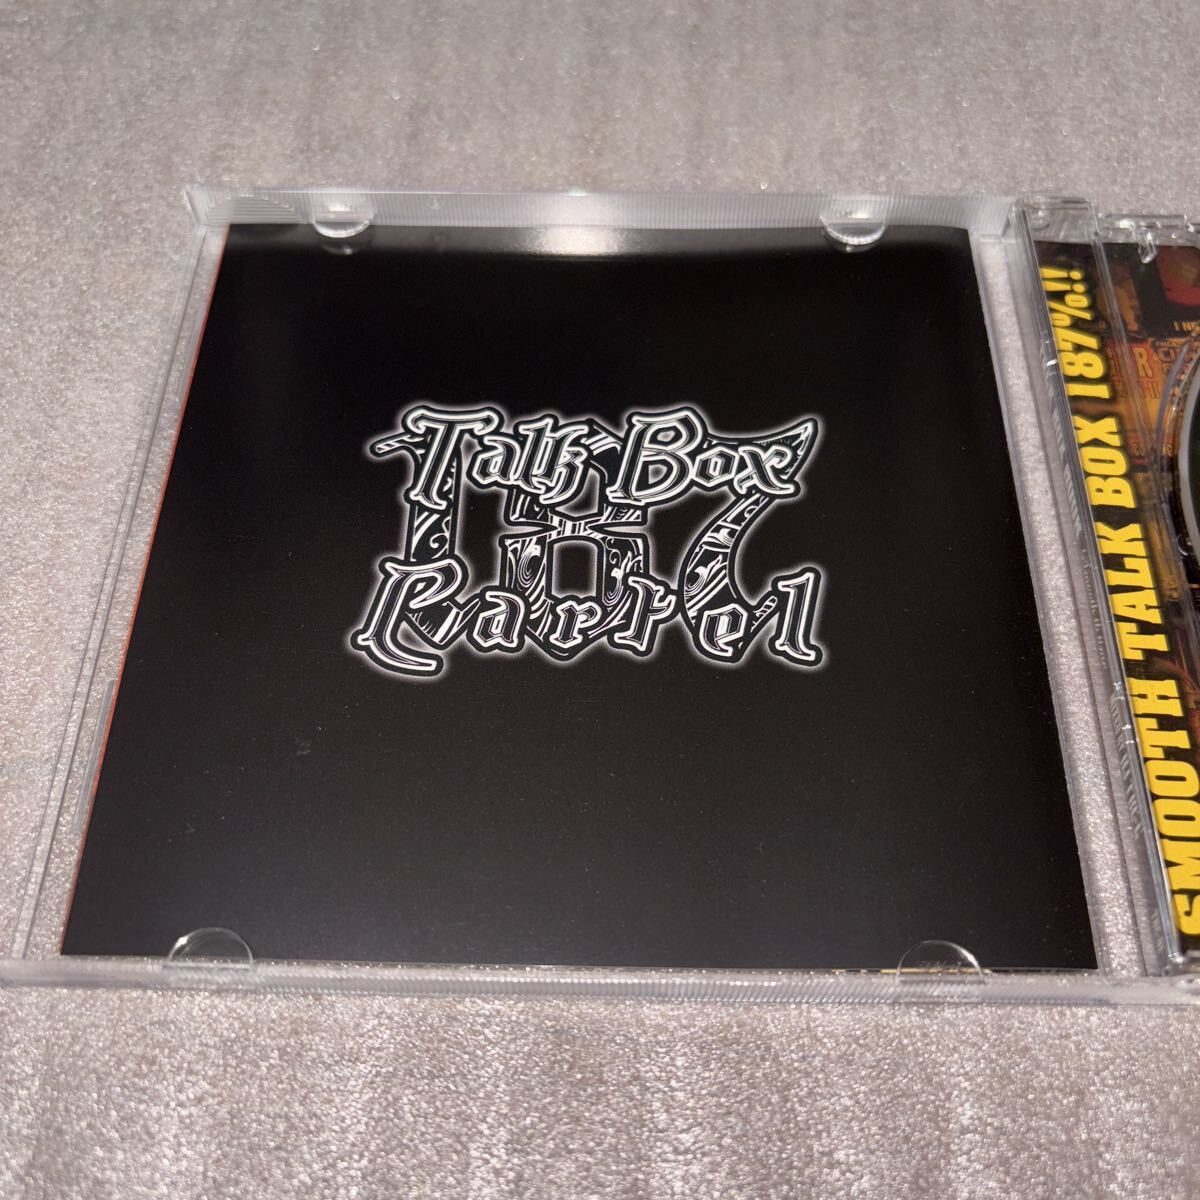 Talk Box
187
Cartel
SMOOTH TALK BOX 187%!!